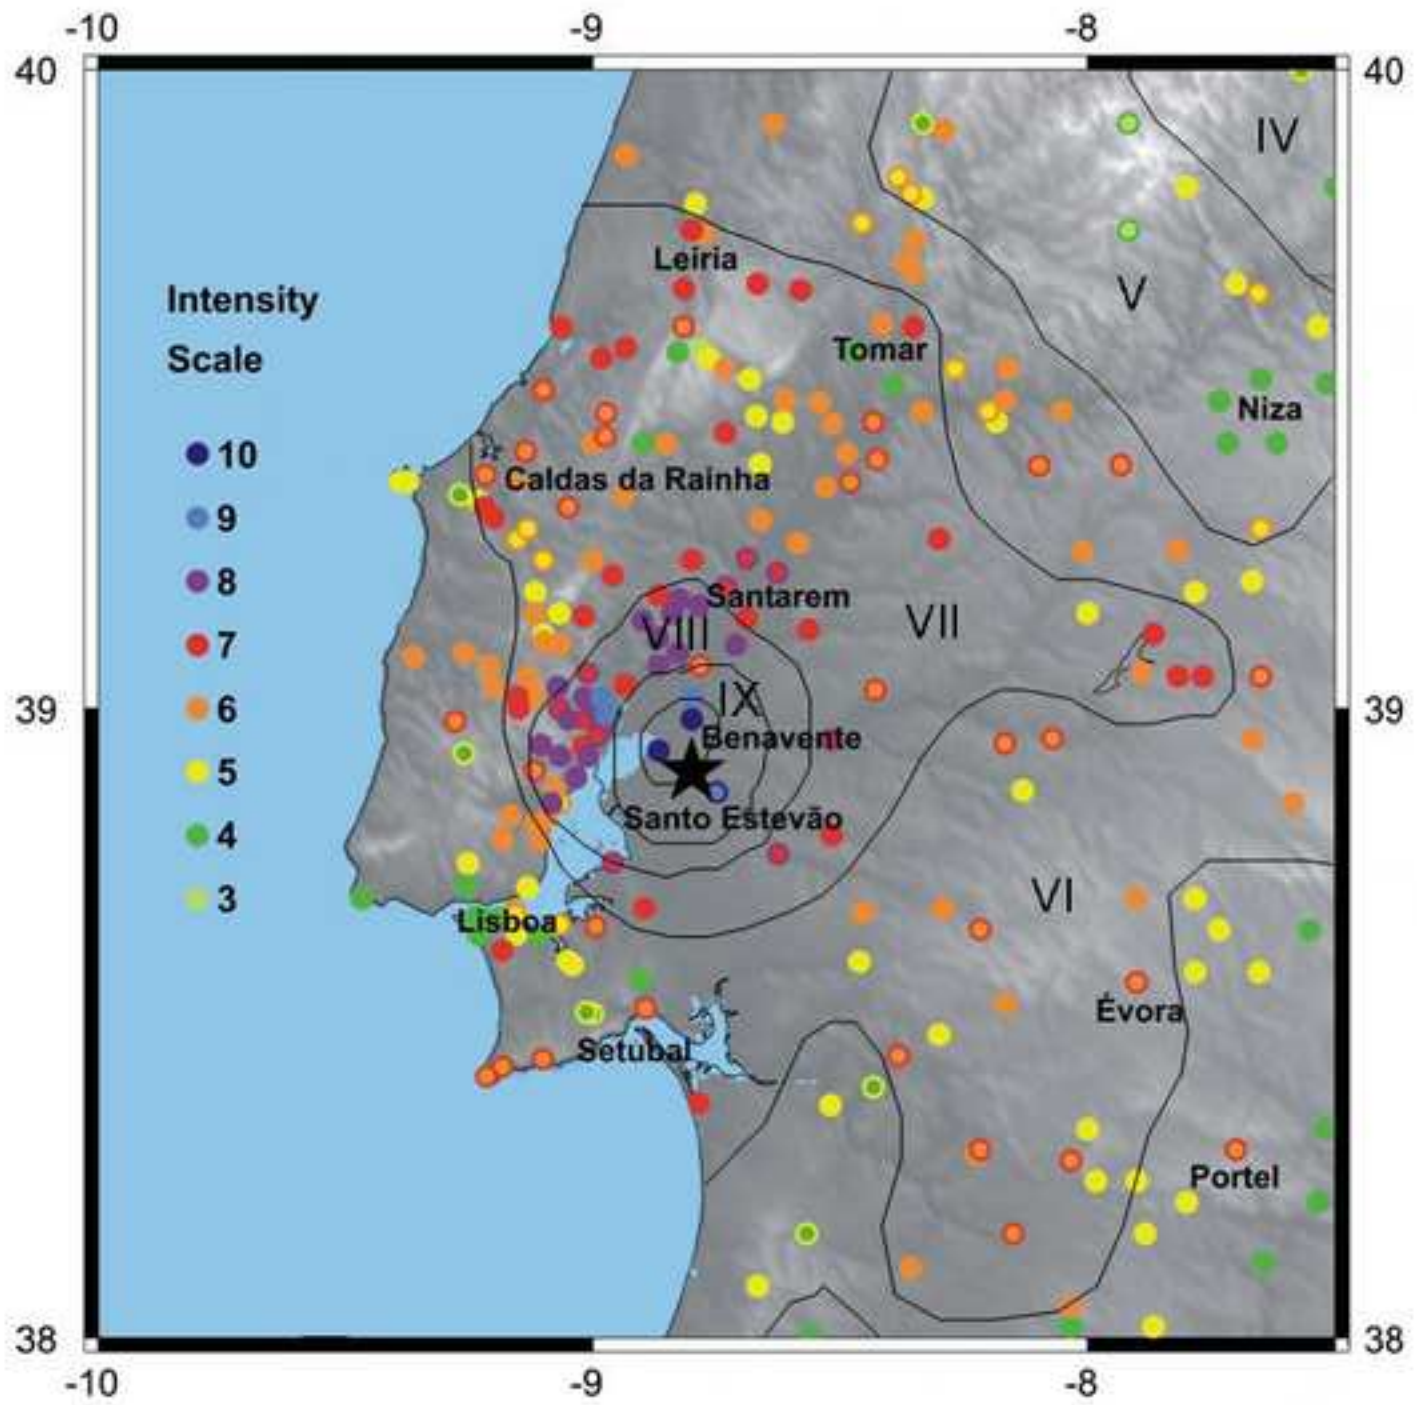 -10 -9 -8
40 40
IV
Leiria
V
Intensity
Scale
Tomar
Niza
10
Caldas da Rainha
9
8
Santarem
VIII
VII
7
IX
6
39 39
Benavente
5
Santo Estevão
4
VI
3
Lisboa
Évora
Setubal
Portel
38 38
-10 -9 -8